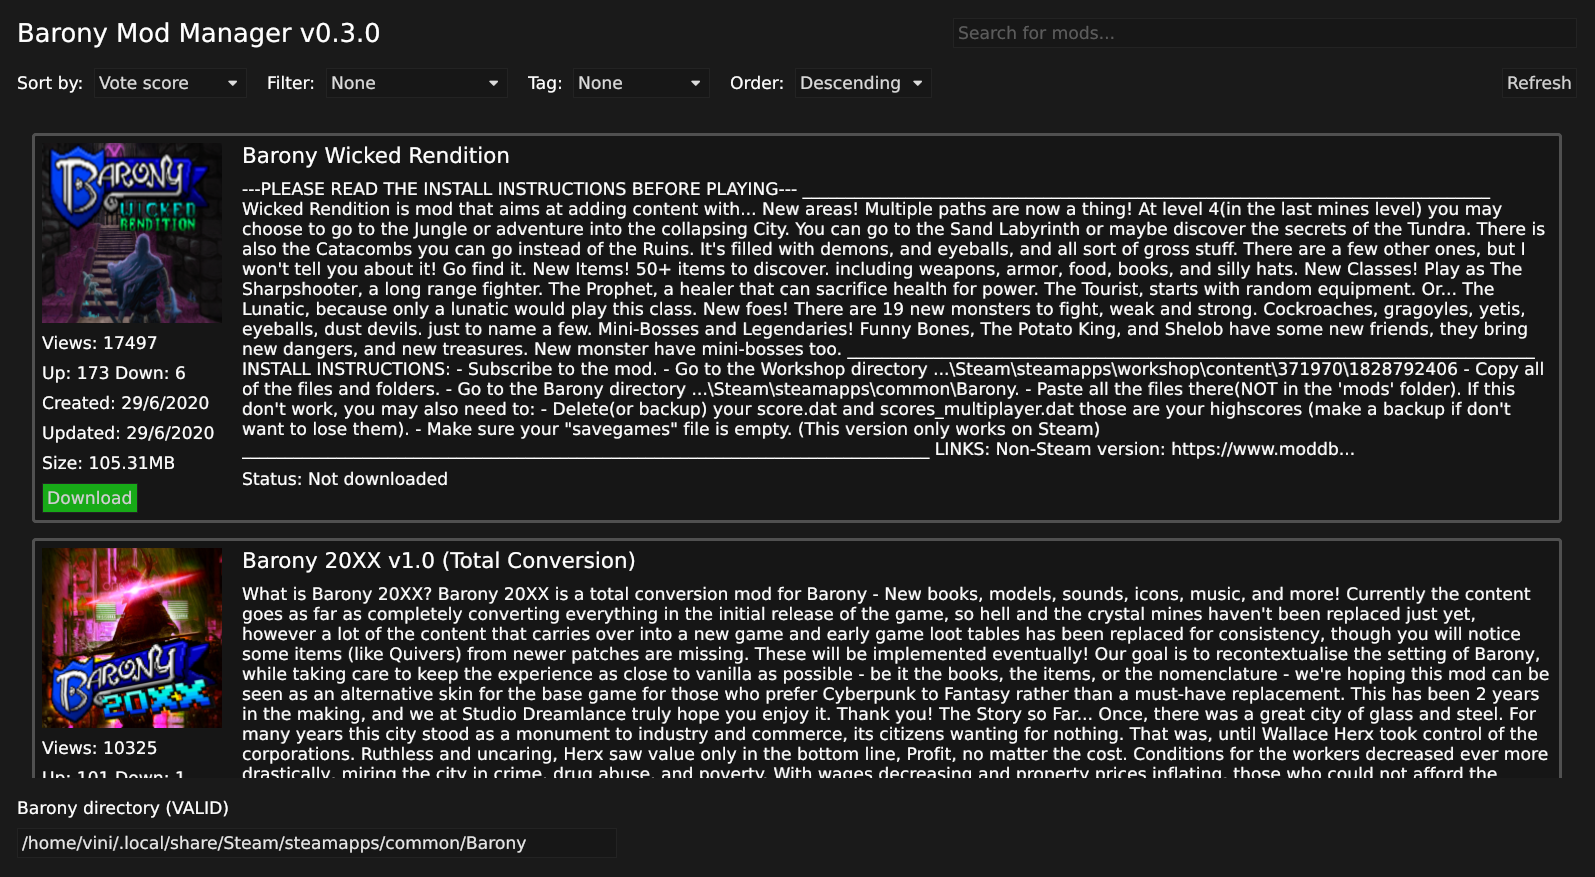 Barony Mod Manager v0.3.0
Search for mods...
Sort by: Vote score Filter: None Tag: None Order: Descending Refresh
BARONY
WICKED
RENDITION
Barony Wicked Rendition
---PLEASE READ THE INSTALL INSTRUCTIONS BEFORE PLAYING--- ______________________________________________________________________________
Wicked Rendition is mod that aims at adding content with... New areas! Multiple paths are now a thing! At level 4(in the last mines level) you may
choose to go to the Jungle or adventure into the collapsing City. You can go to the Sand Labyrinth or maybe discover the secrets of the Tundra. There is
also the Catacombs you can go instead of the Ruins. It's filled with demons, and eyeballs, and all sort of gross stuff. There are a few other ones, but I
won't tell you about it! Go find it. New Items! 50+ items to discover. including weapons, armor, food, books, and silly hats. New Classes! Play as The
Sharpshooter, a long range fighter. The Prophet, a healer that can sacrifice health for power. The Tourist, starts with random equipment. Or... The
Lunatic, because only a lunatic would play this class. New foes! There are 19 new monsters to fight, weak and strong. Cockroaches, gragoyles, yetis,
eyeballs, dust devils. just to name a few. Mini-Bosses and Legendaries! Funny Bones, The Potato King, and Shelob have some new friends, they bring
new dangers, and new treasures. New monster have mini-bosses too. ______________________________________________________________________________
INSTALL INSTRUCTIONS: - Subscribe to the mod. - Go to the Workshop directory ...\Steam\steamapps\workshop\content\371970\1828792406 - Copy all
of the files and folders. - Go to the Barony directory ...\Steam\steamapps\common\Barony. - Paste all the files there(NOT in the 'mods' folder). If this
don't work, you may also need to: - Delete(or backup) your score.dat and scores_multiplayer.dat those are your highscores (make a backup if don't
want to lose them). - Make sure your "savegames" file is empty. (This version only works on Steam)
______________________________________________________________________________ LINKS: Non-Steam version: https://www.moddb...
Status: Not downloaded
Views: 17497
Up: 173 Down: 6
Created: 29/6/2020
Updated: 29/6/2020
Size: 105.31MB
Download
BARONY
20XX
Barony 20XX v1.0 (Total Conversion)
What is Barony 20XX? Barony 20XX is a total conversion mod for Barony - New books, models, sounds, icons, music, and more! Currently the content
goes as far as completely converting everything in the initial release of the game, so hell and the crystal mines haven't been replaced just yet,
however a lot of the content that carries over into a new game and early game loot tables has been replaced for consistency, though you will notice
some items (like Quivers) from newer patches are missing. These will be implemented eventually! Our goal is to recontextualise the setting of Barony,
while taking care to keep the experience as close to vanilla as possible - be it the books, the items, or the nomenclature - we're hoping this mod can be
seen as an alternative skin for the base game for those who prefer Cyberpunk to Fantasy rather than a must-have replacement. This has been 2 years
in the making, and we at Studio Dreamlance truly hope you enjoy it. Thank you! The Story so Far... Once, there was a great city of glass and steel. For
many years this city stood as a monument to industry and commerce, its citizens wanting for nothing. That was, until Wallace Herx took control of the
corporations. Ruthless and uncaring, Herx saw value only in the bottom line, Profit, no matter the cost. Conditions for the workers decreased ever more
drastically, miring the city in crime, drug abuse, and poverty. With wages decreasing and property prices inflating, those who could not afford the
Views: 10325
Up: 101 Down: 1
Barony directory (VALID)
/home/vini/.local/share/Steam/steamapps/common/Barony